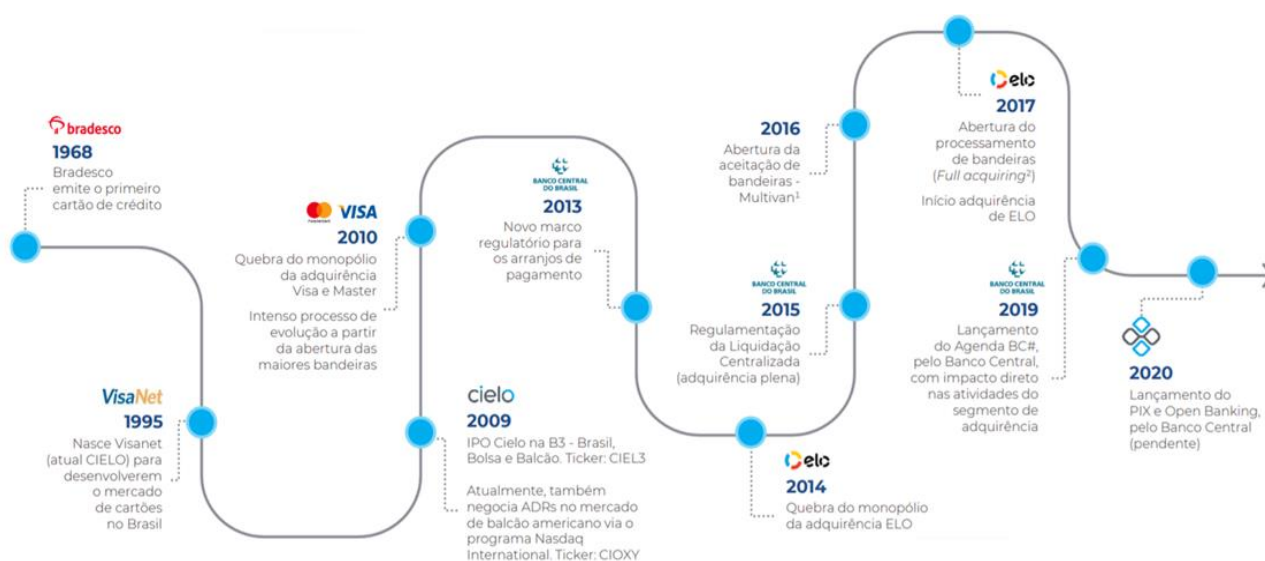 bradesco
1968
Bradesco
emite o primeiro
cartão de crédito
VisaNet
1995
Nasce Visanet
(atual CIELO) para
desenvolverem
o mercado
de cartões
no Brasil
VISA
2010
Quebra do monopólio
da adquirência
Visa e Master
Intenso processo de
evolução a partir
da abertura das
maiores bandeiras
cielo
2009
IPO Cielo na B3 - Brasil,
Bolsa e Balcão. Ticker: CIEL3
Atualmente, também
negocia ADRs no mercado
de balcão americano via o
programa Nasdaq
International. Ticker: CIOXY
BANCO CENTRAL
DO BRASIL
2013
Novo marco
regulatório para
os arranjos de
pagamento
elo
2014
Quebra do monopólio
da adquirência ELO
BANCO CENTRAL
DO BRASIL
2015
Regulamentação
da Liquidação
Centralizada
(adquirência plena)
2016
Abertura da
aceitação de
bandeiras -
Multivan¹
elo
2017
Abertura do
processamento
de bandeiras
(Full acquiring²)
Início adquirência
de ELO
BANCO CENTRAL
DO BRASIL
2019
Lançamento
do Agenda BC#,
pelo Banco Central,
com impacto direto
nas atividades do
segmento de
adquirência
2020
Lançamento do
PIX e Open Banking,
pelo Banco Central
(pendente)